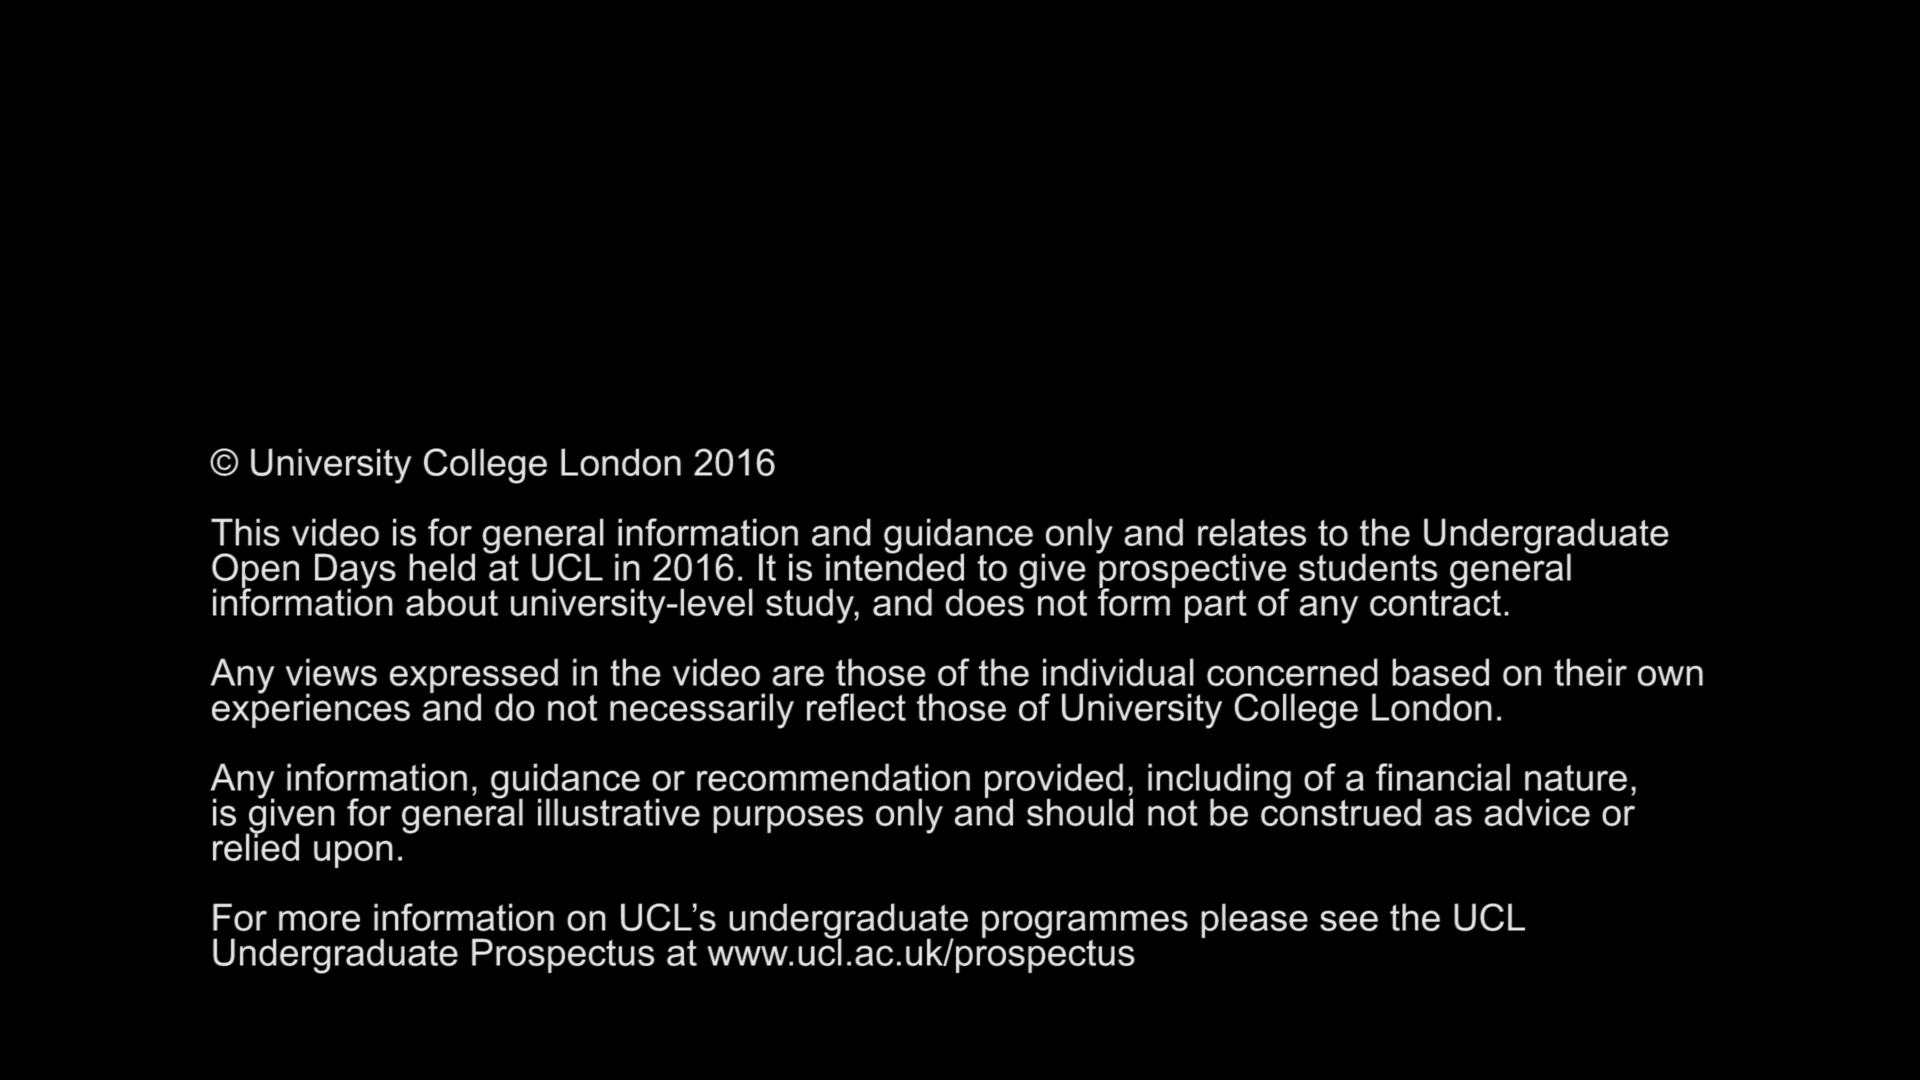 © University College London 2016
This video is for general information and guidance only and relates to the Undergraduate
Open Days held at UCL in 2016. It is intended to give prospective students general
information about university-level study, and does not form part of any contract.
Any views expressed in the video are those of the individual concerned based on their own
experiences and do not necessarily reflect those of University College London.
Any information, guidance or recommendation provided, including of a financial nature,
is given for general illustrative purposes only and should not be construed as advice or
relied upon.
For more information on UCL’s undergraduate programmes please see the UCL
Undergraduate Prospectus at www.ucl.ac.uk/prospectus